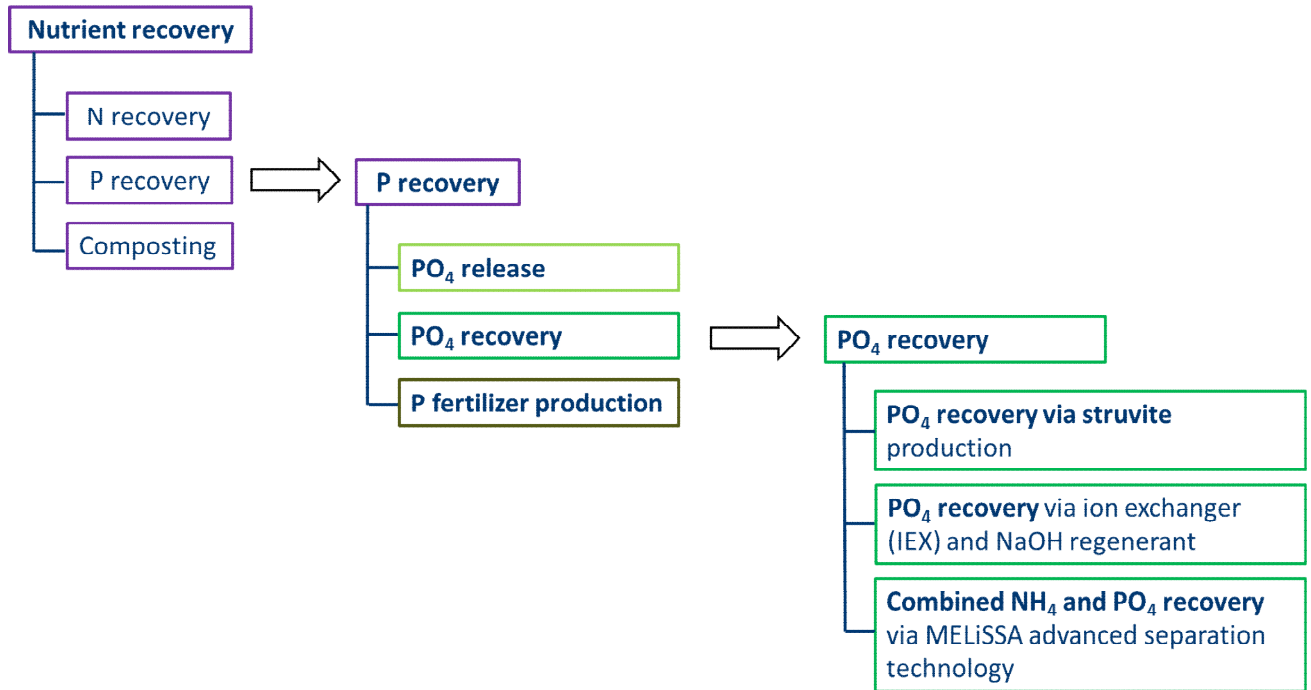 Nutrient recovery
N recovery
P recovery
Composting
P recovery
PO₄ release
PO₄ recovery
P fertilizer production
PO₄ recovery
PO₄ recovery via struvite
production
PO₄ recovery via ion exchanger
(IEX) and NaOH regenerant
Combined NH₄ and PO₄ recovery
via MELiSSA advanced separation
technology